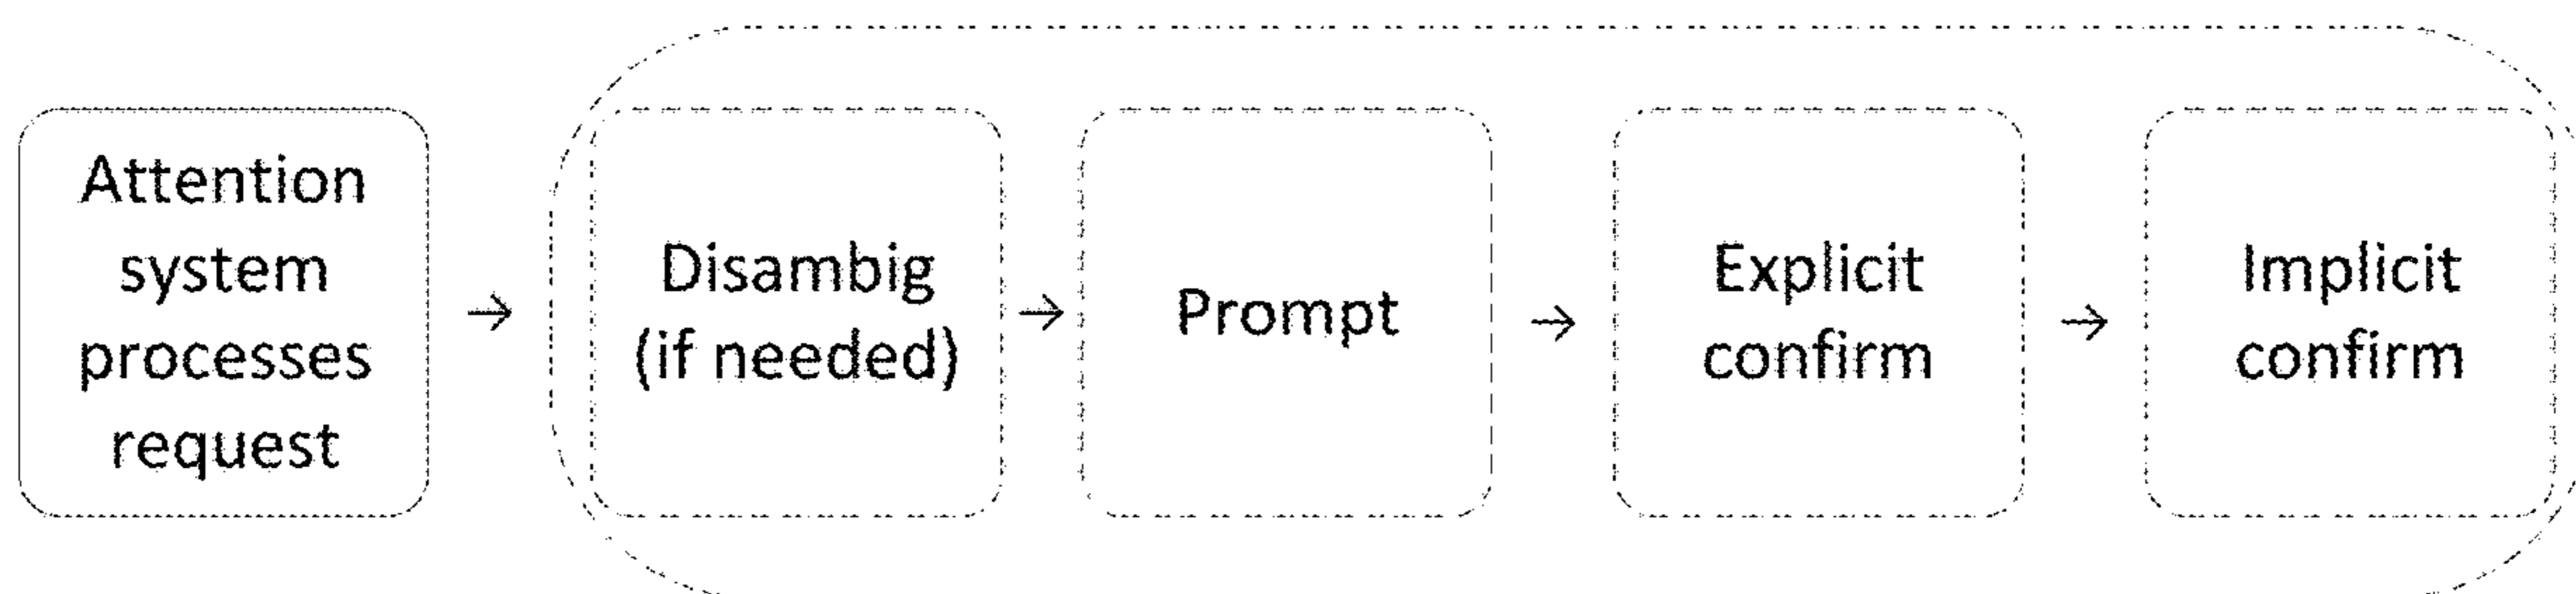 Attention
system
processes
request
→
Disambig
(if needed)
→
Prompt
→
Explicit
confirm
→
Implicit
confirm